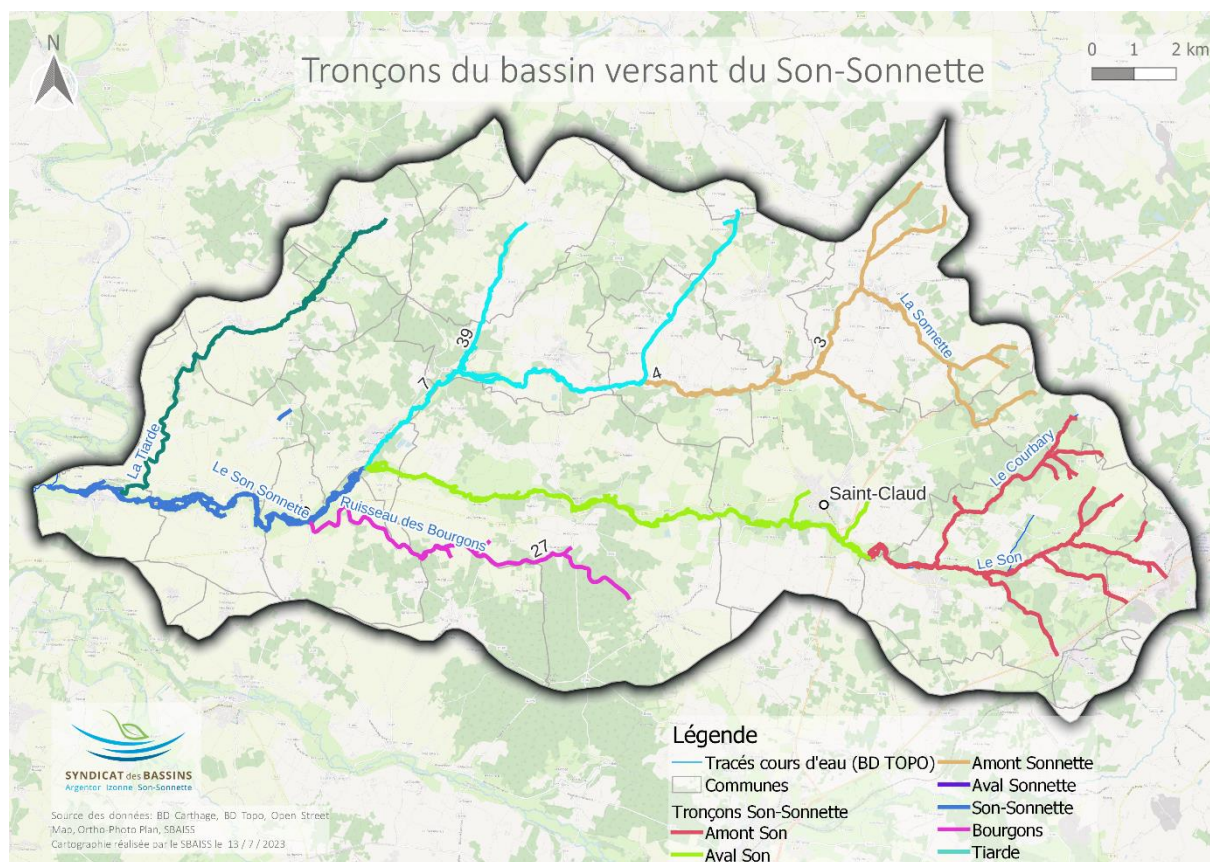 N
Tronçons du bassin versant du Son-Sonnette
0 1 2 km
39
7
4
3
La Sonnette
La Tiarde
Le Son Sonnette
Ruisseau des Bourgons
27
Saint-Claud
Le Courbary
Le Son
SYNDICAT des BASSINS
Argentor Izonne Son-Sonnette
Source des données: BD Carthage, BD Topo, Open Street
Map, Ortho-Photo Plan, SBAISS
Cartographie réalisée par le SBAISS le 13 / 7 / 2023
Légende
Tracés cours d'eau (BD TOPO)
Communes
Tronçons Son-Sonnette
Amont Son
Aval Son
Amont Sonnette
Aval Sonnette
Son-Sonnette
Bourgons
Tiarde